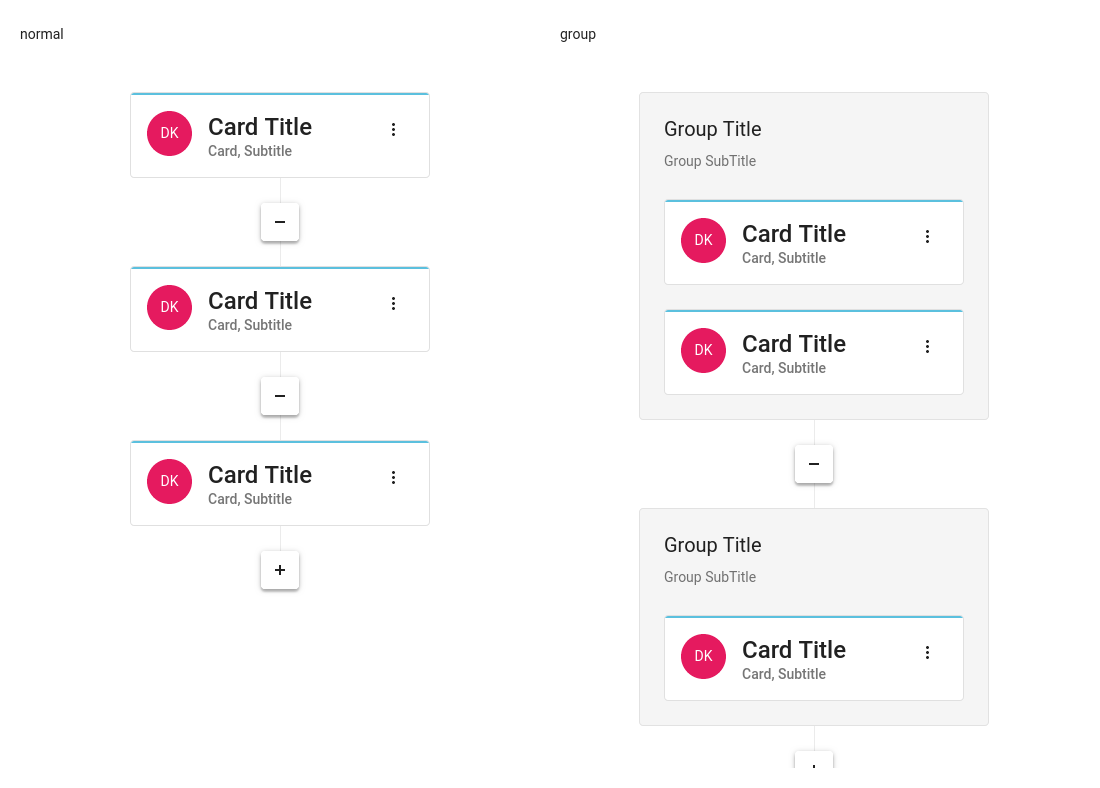 normal
DK
Card Title
Card, Subtitle
−
DK
Card Title
Card, Subtitle
−
DK
Card Title
Card, Subtitle
+
group
Group Title
Group SubTitle
DK
Card Title
Card, Subtitle
DK
Card Title
Card, Subtitle
−
Group Title
Group SubTitle
DK
Card Title
Card, Subtitle